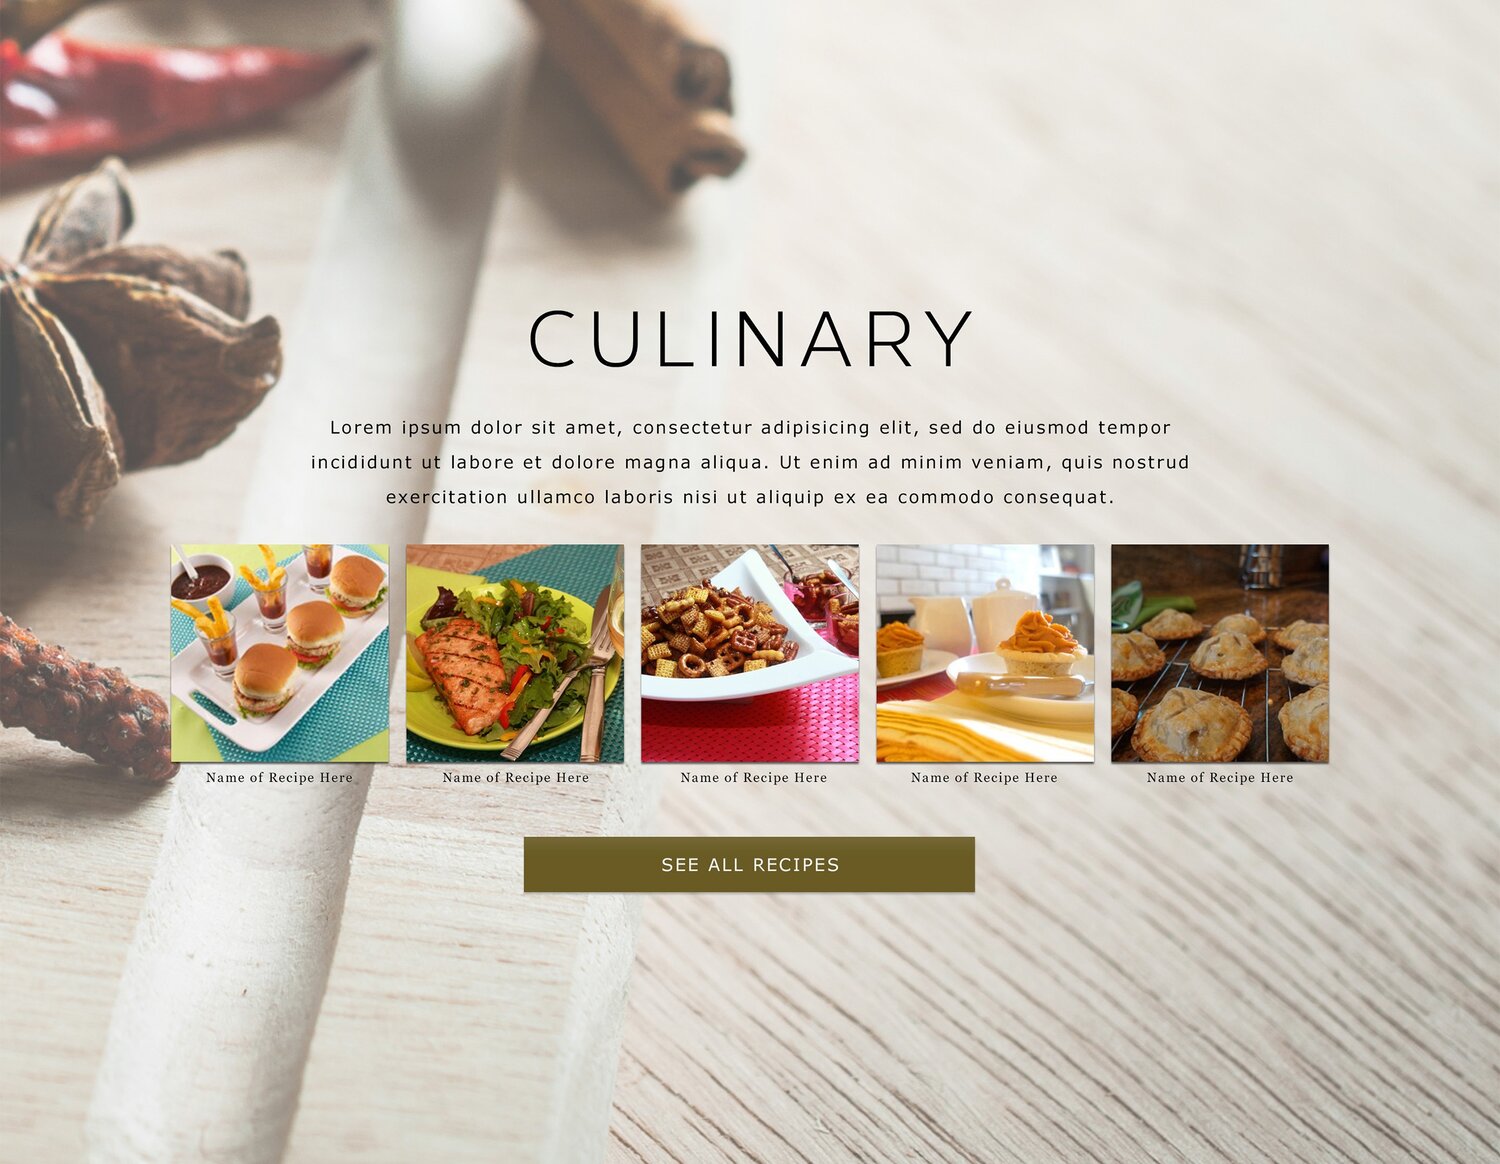 CULINARY
Lorem ipsum dolor sit amet, consectetur adipisicing elit, sed do eiusmod tempor
incididunt ut labore et dolore magna aliqua. Ut enim ad minim veniam, quis nostrud
exercitation ullamco laboris nisi ut aliquip ex ea commodo consequat.
Name of Recipe Here
Name of Recipe Here
Name of Recipe Here
Name of Recipe Here
Name of Recipe Here
SEE ALL RECIPES